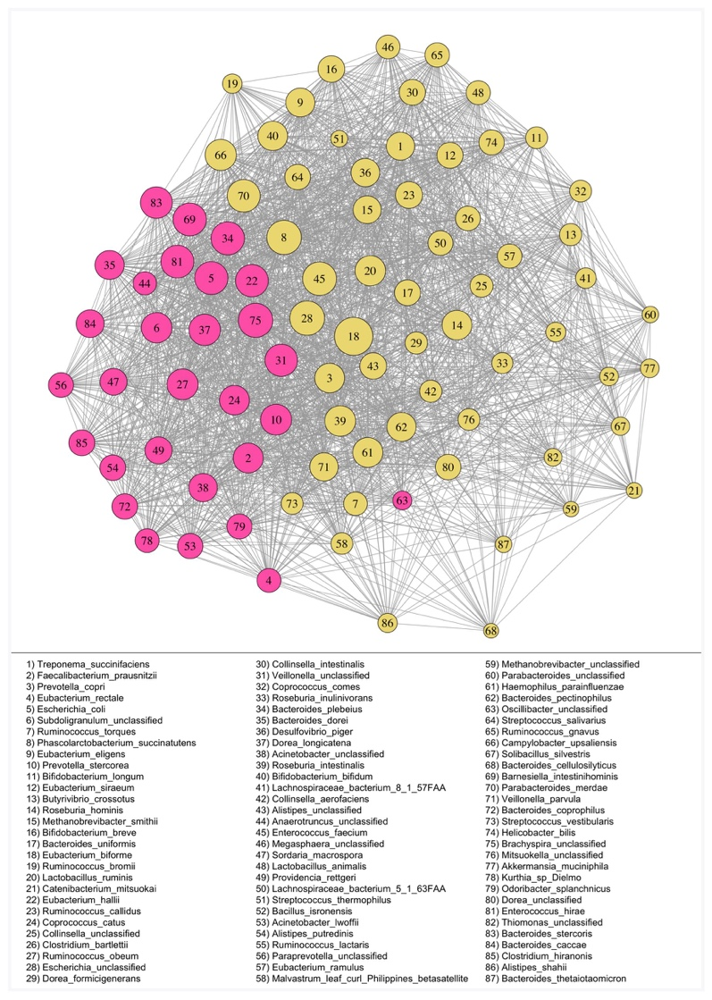 46
65
16
19
48
30
9
40
51
1
74
11
12
66
64
36
32
70
23
83
15
69
26
13
34
8
50
57
81
35
20
41
5
45
22
44
25
17
60
28
75
84
14
6
37
55
18
29
31
33
43
77
52
3
47
27
56
42
24
10
39
76
67
62
85
49
61
82
2
54
71
80
38
21
63
73
7
72
59
79
78
53
58
87
4
86
68
1) Treponema_succinifaciens
2) Faecalibacterium_prausnitzii
3) Prevotella_copri
4) Eubacterium_rectale
5) Escherichia_coli
6) Subdoligranulum_unclassified
7) Ruminococcus_torques
8) Phascolarctobacterium_succinatutens
9) Eubacterium_eligens
10) Prevotella_stercorea
11) Bifidobacterium_longum
12) Eubacterium_siraeum
13) Butyrivibrio_crossotus
14) Roseburia_hominis
15) Methanobrevibacter_smithii
16) Bifidobacterium_breve
17) Bacteroides_uniformis
18) Eubacterium_biforme
19) Ruminococcus_bromii
20) Lactobacillus_ruminis
21) Catenibacterium_mitsuokai
22) Eubacterium_hallii
23) Ruminococcus_callidus
24) Coprococcus_catus
25) Collinsella_unclassified
26) Clostridium_bartlettii
27) Ruminococcus_obeum
28) Escherichia_unclassified
29) Dorea_formicigenerans
30) Collinsella_intestinalis
31) Veillonella_unclassified
32) Coprococcus_comes
33) Roseburia_inulinivorans
34) Bacteroides_plebeius
35) Bacteroides_dorei
36) Desulfovibrio_piger
37) Dorea_longicatena
38) Acinetobacter_unclassified
39) Roseburia_intestinalis
40) Bifidobacterium_bifidum
41) Lachnospiraceae_bacterium_8_1_57FAA
42) Collinsella_aerofaciens
43) Alistipes_unclassified
44) Anaerotruncus_unclassified
45) Enterococcus_faecium
46) Megasphaera_unclassified
47) Sordaria_macrospora
48) Lactobacillus_animalis
49) Providencia_rettgeri
50) Lachnospiraceae_bacterium_5_1_63FAA
51) Streptococcus_thermophilus
52) Bacillus_isronensis
53) Acinetobacter_lwoffii
54) Alistipes_putredinis
55) Ruminococcus_lactaris
56) Paraprevotella_unclassified
57) Eubacterium_ramulus
58) Malvastrum_leaf_curl_Philippines_betasatellite
59) Methanobrevibacter_unclassified
60) Parabacteroides_unclassified
61) Haemophilus_parainfluenzae
62) Bacteroides_pectinophilus
63) Oscillibacter_unclassified
64) Streptococcus_salivarius
65) Ruminococcus_gnavus
66) Campylobacter_upsaliensis
67) Solibacillus_silvestris
68) Bacteroides_cellulosilyticus
69) Barnesiella_intestinihominis
70) Parabacteroides_merdae
71) Veillonella_parvula
72) Bacteroides_coprophilus
73) Streptococcus_vestibularis
74) Helicobacter_bilis
75) Brachyspira_unclassified
76) Mitsuokella_unclassified
77) Akkermansia_muciniphila
78) Kurthia_sp_Dielmo
79) Odoribacter_splanchnicus
80) Dorea_unclassified
81) Enterococcus_hirae
82) Thiomonas_unclassified
83) Bacteroides_stercoris
84) Bacteroides_caccae
85) Clostridium_hiranonis
86) Alistipes_shahii
87) Bacteroides_thetaiotaomicron